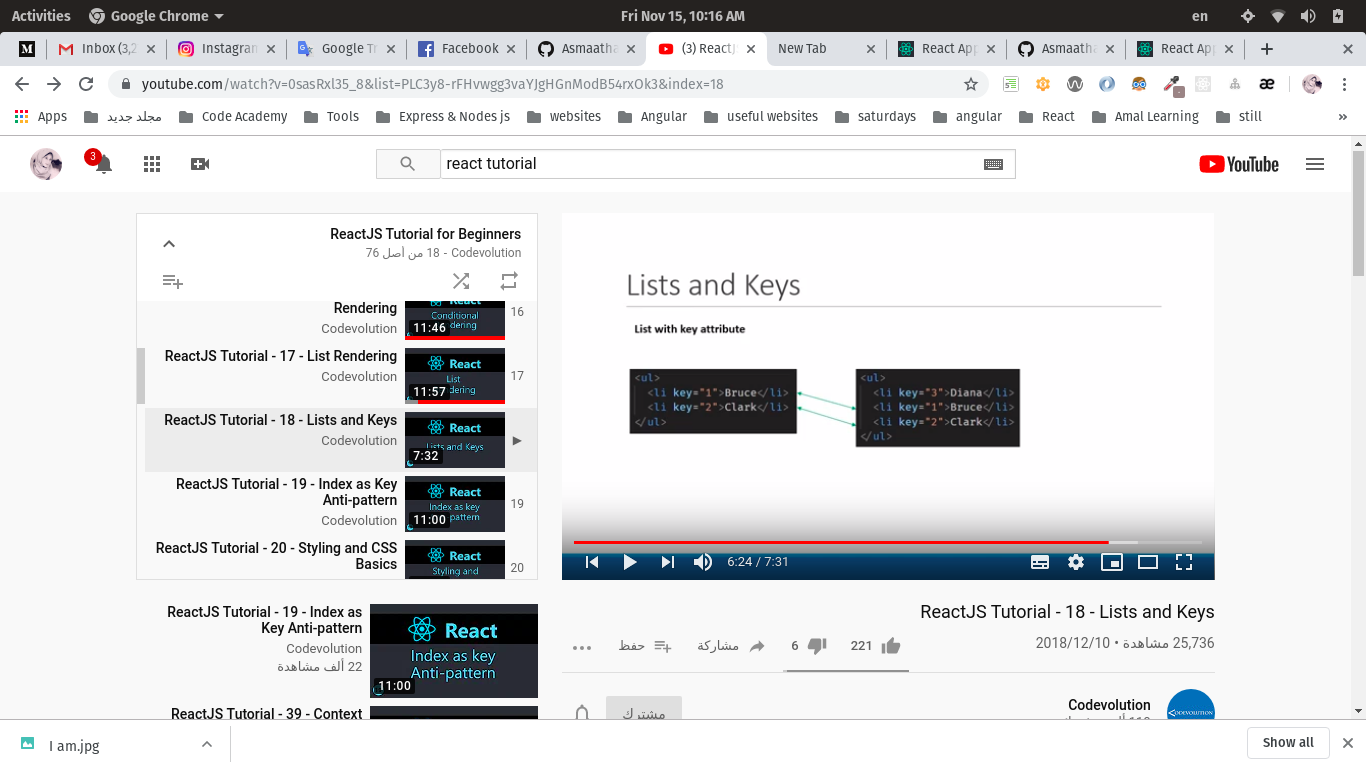 Activities
Google Chrome
Fri Nov 15, 10:16 AM
en
Inbox (3,2
Instagran
Google Tr
Facebook
Asmaatha
(3) ReactJ
New Tab
React App
Asmaatha
React App
youtube.com/watch?v=0sasRxl35_8&list=PLC3y8-rFHvwgg3vaYJgHGnModB54rxOk3&index=18
Apps
مجلد جديد
Code Academy
Tools
Express & Nodes js
websites
Angular
useful websites
saturdays
angular
React
Amal Learning
still
3
react tutorial
YouTube
ReactJS Tutorial for Beginners
Codevolution - 18 من أصل 76
Rendering
Codevolution
Conditional
dering
11:46
16
ReactJS Tutorial - 17 - List Rendering
Codevolution
React
List
dering
11:57
17
ReactJS Tutorial - 18 - Lists and Keys
Codevolution
React
Lists and Keys
7:32
ReactJS Tutorial - 19 - Index as Key
Anti-pattern
Codevolution
React
Index as key
pattern
11:00
19
ReactJS Tutorial - 20 - Styling and CSS
Basics
React
Styling and
20
Lists and Keys
List with key attribute
<ul>
<li key="1">Bruce</li>
<li key="2">Clark</li>
</ul>
<ul>
<li key="3">Diana</li>
<li key="1">Bruce</li>
<li key="2">Clark</li>
</ul>
6:24 / 7:31
ReactJS Tutorial - 18 - Lists and Keys
25,736 مشاهدة • 2018/12/10
221
6
مشاركة
حفظ
ReactJS Tutorial - 19 - Index as
Key Anti-pattern
Codevolution
22 ألف مشاهدة
React
Index as key
Anti-pattern
11:00
ReactJS Tutorial - 39 - Context
Codevolution
CODEVOLUTION
مشترك
I am.jpg
Show all